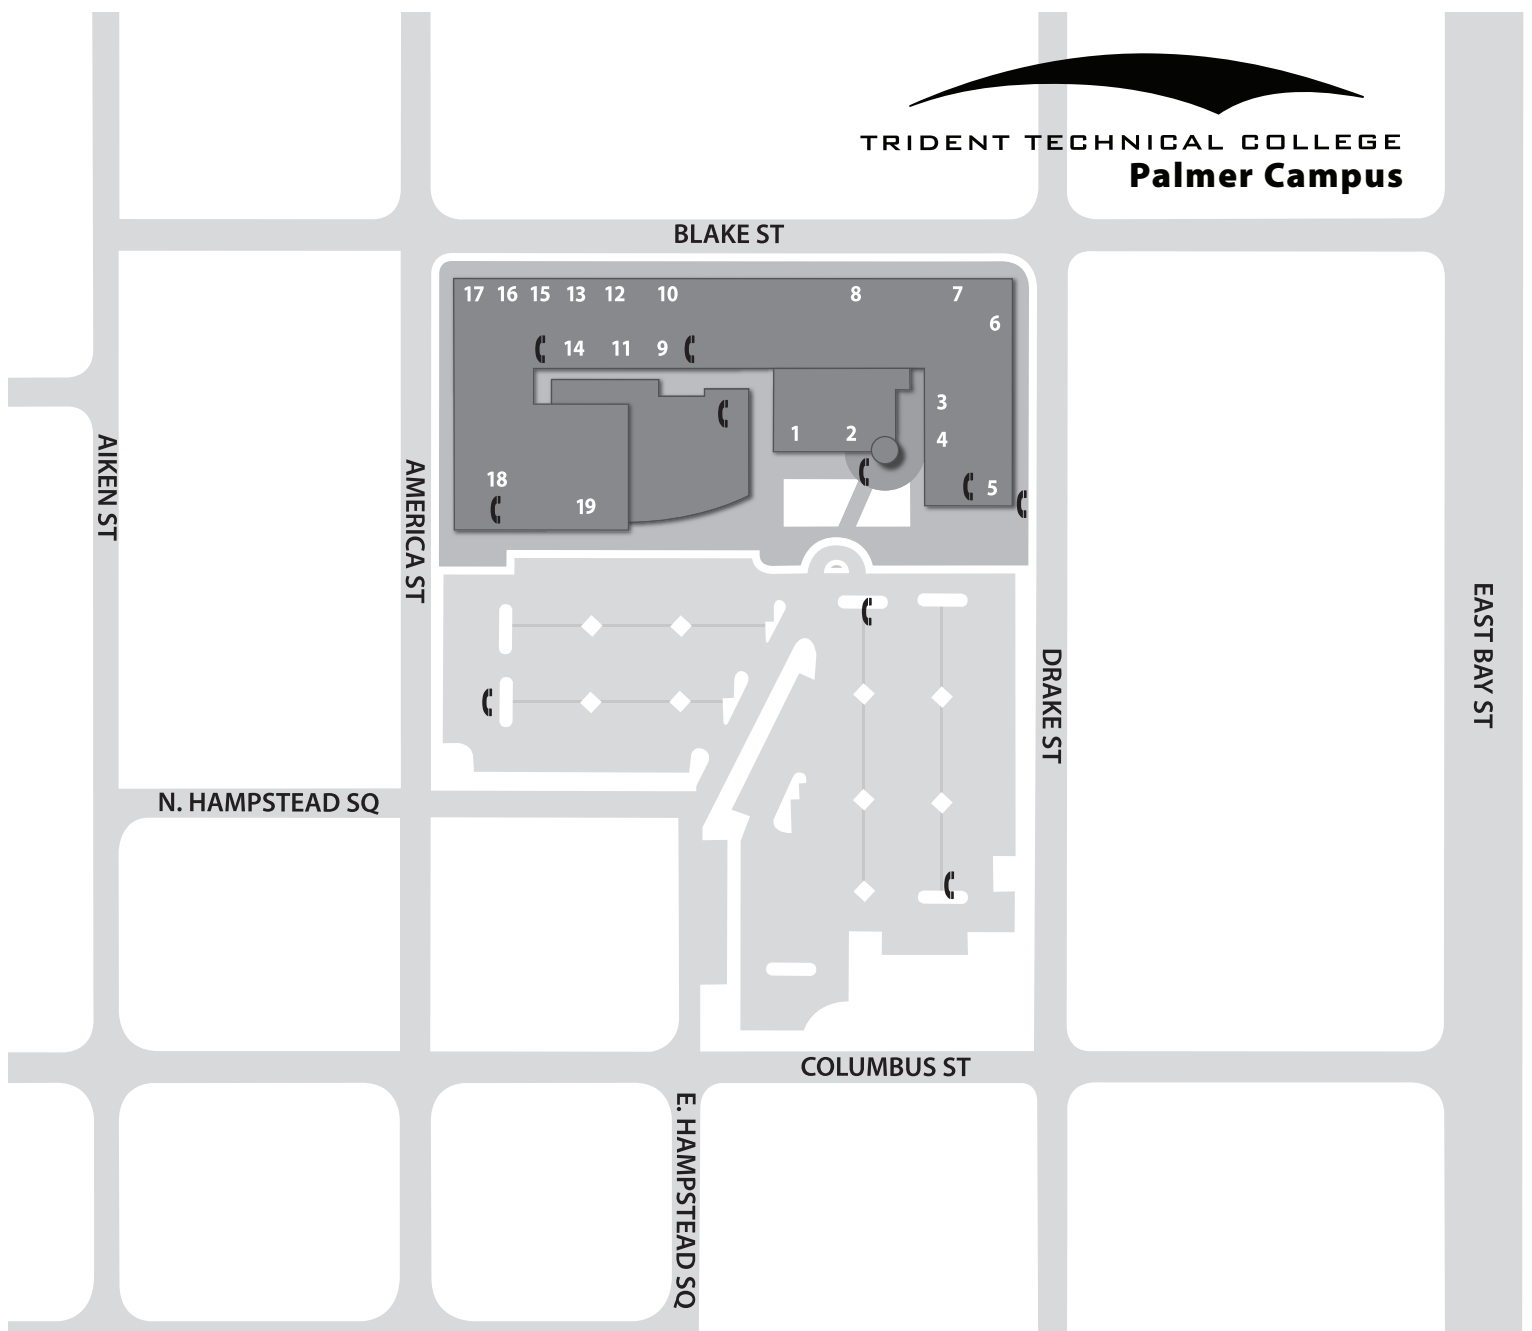 TRIDENT TECHNICAL COLLEGE
Palmer Campus
BLAKE ST
17 16 15 13 12 10 8 7
6
14 11 9
3
1 2 4
18
5
19
AIKEN ST
AMERICA ST
EAST BAY ST
DRAKE ST
N. HAMPSTEAD SQ
COLUMBUS ST
E. HAMPSTEAD SQ